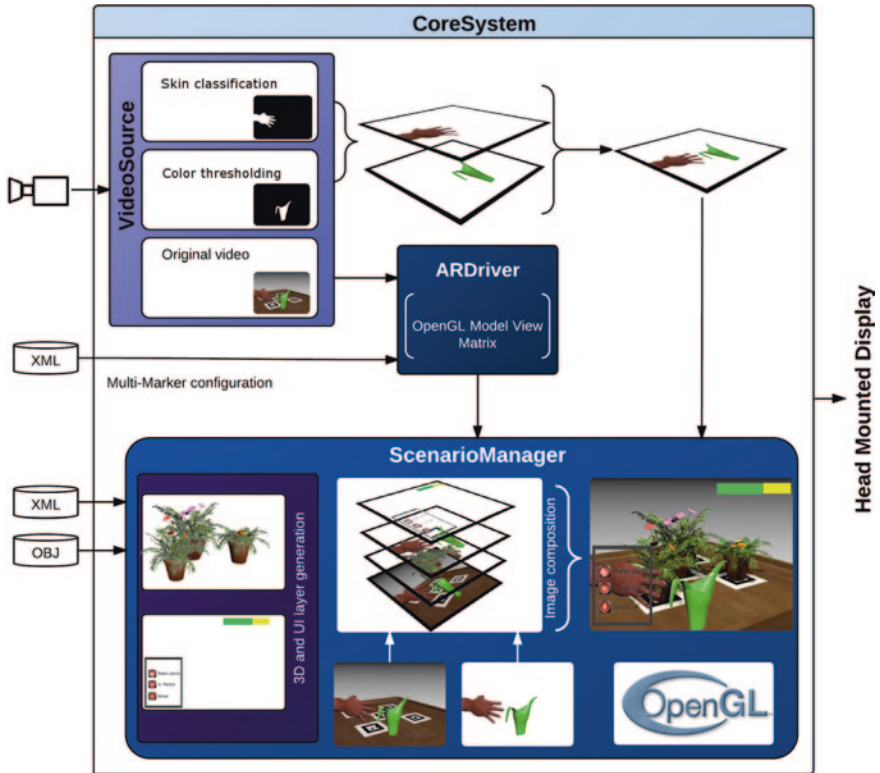 CoreSystem
VideoSource
Skin classification
Color thresholding
Original video
ARDriver
OpenGL Model View
Matrix
XML
Multi-Marker configuration
Head Mounted Display
ScenarioManager
XML
OBJ
3D and UI layer generation
Image composition
OpenGL